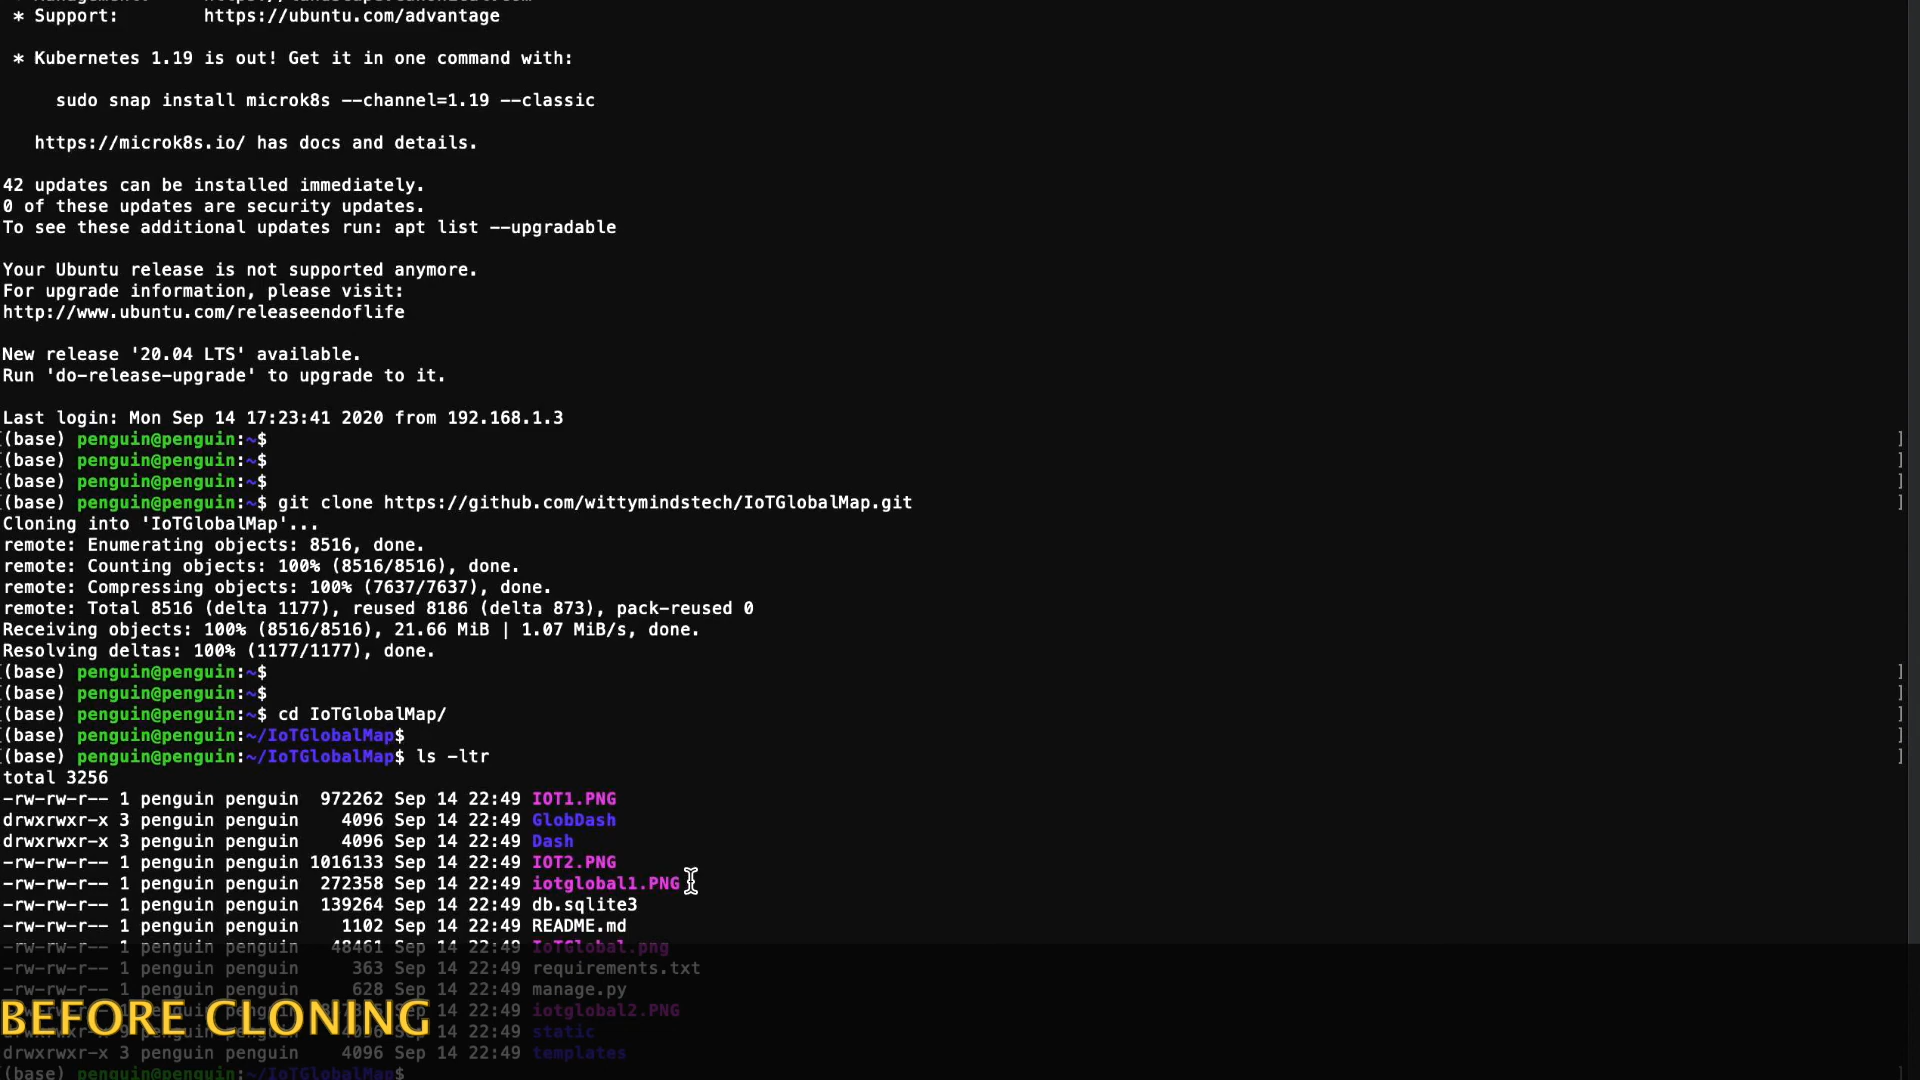 * Support:        https://ubuntu.com/advantage
* Kubernetes 1.19 is out! Get it in one command with:
sudo snap install microk8s --channel=1.19 --classic
https://microk8s.io/ has docs and details.
42 updates can be installed immediately.
0 of these updates are security updates.
To see these additional updates run: apt list --upgradable
Your Ubuntu release is not supported anymore.
For upgrade information, please visit:
http://www.ubuntu.com/releaseendoflife
New release '20.04 LTS' available.
Run 'do-release-upgrade' to upgrade to it.
Last login: Mon Sep 14 17:23:41 2020 from 192.168.1.3
[(base) penguin@penguin:~$ ]
[(base) penguin@penguin:~$ ]
[(base) penguin@penguin:~$ ]
[(base) penguin@penguin:~$ git clone https://github.com/wittymindstech/IoTGlobalMap.git ]
Cloning into 'IoTGlobalMap'...
remote: Enumerating objects: 8516, done.
remote: Counting objects: 100% (8516/8516), done.
remote: Compressing objects: 100% (7637/7637), done.
remote: Total 8516 (delta 1177), reused 8186 (delta 873), pack-reused 0
Receiving objects: 100% (8516/8516), 21.66 MiB | 1.07 MiB/s, done.
Resolving deltas: 100% (1177/1177), done.
[(base) penguin@penguin:~$ ]
[(base) penguin@penguin:~$ ]
[(base) penguin@penguin:~$ cd IoTGlobalMap/ ]
[(base) penguin@penguin:~/IoTGlobalMap$ ]
[(base) penguin@penguin:~/IoTGlobalMap$ ls -ltr ]
total 3256
-rw-rw-r-- 1 penguin penguin  972262 Sep 14 22:49 IOT1.PNG
drwxrwxr-x 3 penguin penguin    4096 Sep 14 22:49 GlobDash
drwxrwxr-x 3 penguin penguin    4096 Sep 14 22:49 Dash
-rw-rw-r-- 1 penguin penguin 1016133 Sep 14 22:49 IOT2.PNG
-rw-rw-r-- 1 penguin penguin  272358 Sep 14 22:49 iotglobal1.PNG
-rw-rw-r-- 1 penguin penguin  139264 Sep 14 22:49 db.sqlite3
-rw-rw-r-- 1 penguin penguin    1102 Sep 14 22:49 README.md
-rw-rw-r-- 1 penguin penguin   48461 Sep 14 22:49 IoTGlobal.png
-rw-rw-r-- 1 penguin penguin     363 Sep 14 22:49 requirements.txt
-rw-rw-r-- 1 penguin penguin     628 Sep 14 22:49 manage.py
Sep 14 22:49 iotglobal2.PNG
Sep 14 22:49 static
drwxrwxr-x 3 penguin penguin    4096 Sep 14 22:49 templates
[(base) penguin@penguin:~/IoTGlobalMap$ ]
BEFORE CLONING